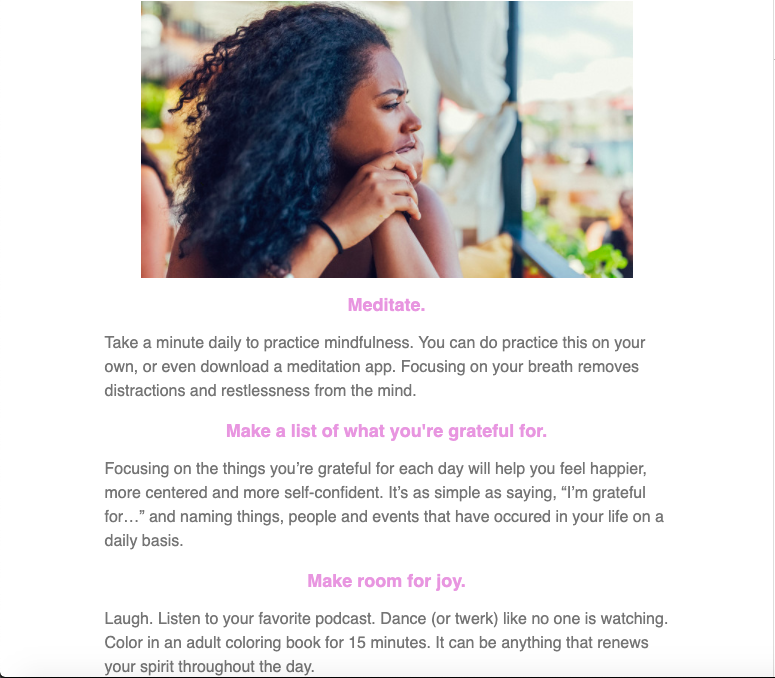 Meditate.
Take a minute daily to practice mindfulness. You can do practice this on your
own, or even download a meditation app. Focusing on your breath removes
distractions and restlessness from the mind.
Make a list of what you're grateful for.
Focusing on the things you’re grateful for each day will help you feel happier,
more centered and more self-confident. It’s as simple as saying, “I’m grateful
for…” and naming things, people and events that have occured in your life on a
daily basis.
Make room for joy.
Laugh. Listen to your favorite podcast. Dance (or twerk) like no one is watching.
Color in an adult coloring book for 15 minutes. It can be anything that renews
your spirit throughout the day.